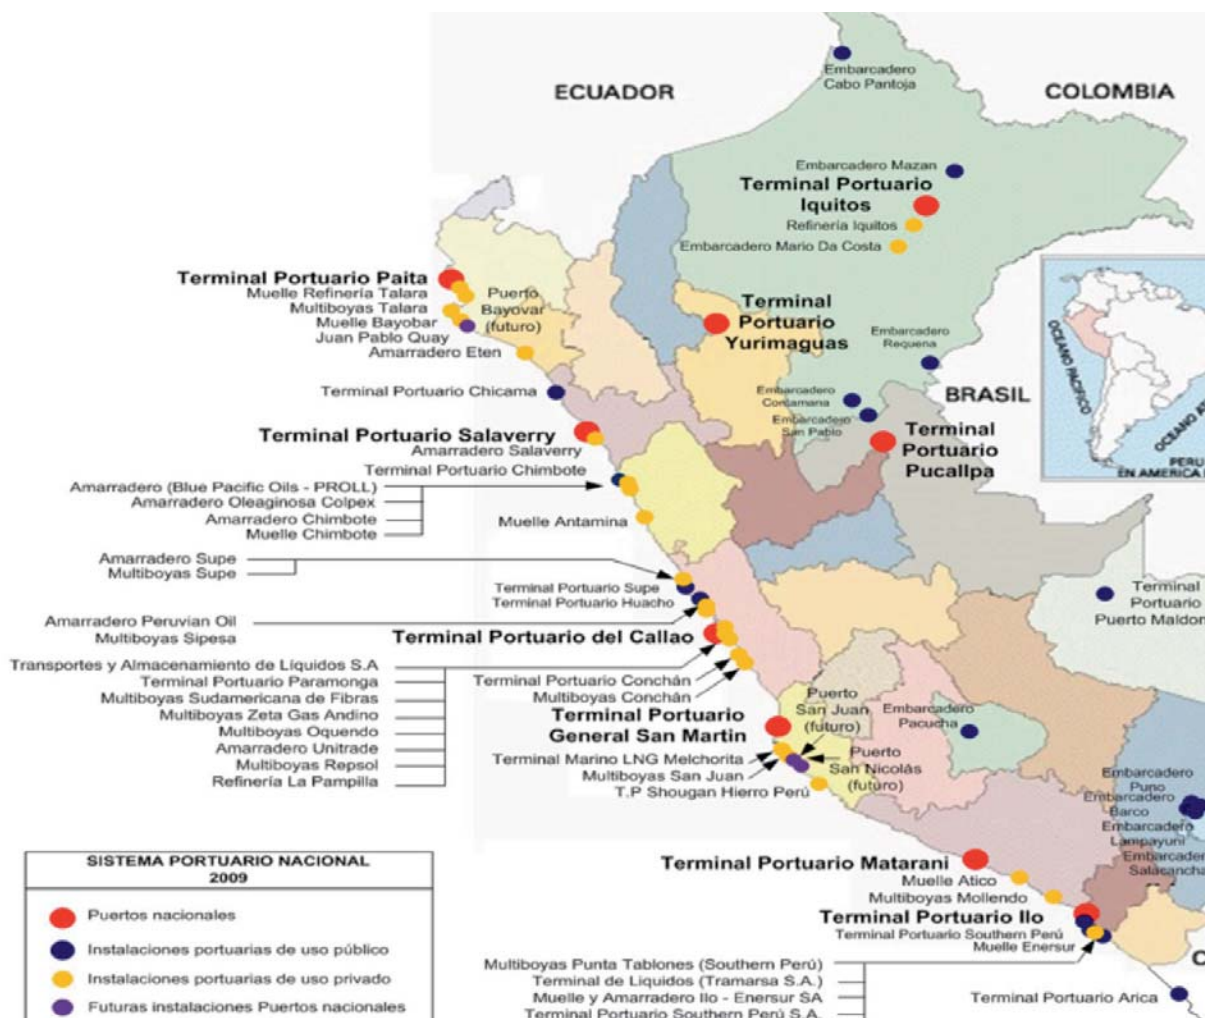 ECUADOR
COLOMBIA
Embarcadero
Cabo Pantoja
Embarcadero Mazan
Terminal Portuario
Iquitos
Refinería Iquitos
Embarcadero Mario Da Costa
Terminal Portuario Paita
Muelle Refinería Talara
Multiboyas Talara
Muelle Bayobar
Juan Pablo Quay
Amarradero Eten
Puerto
Bayovar
(futuro)
Terminal
Portuario
Yurimaguas
Embarcadero
Requena
BRASIL
OCEANO PACIFICO
OCEANO AT
PERU
EN AMERICA
Terminal Portuario Chicama
Embarcadero
Contamana
Embarcadero
San Pablo
Terminal
Portuario
Pucallpa
Terminal Portuario Salaverry
Amarradero Salaverry
Terminal Portuario Chimbote
Amarradero (Blue Pacific Oils - PROLL)
Amarradero Oleaginosa Colpex
Amarradero Chimbote
Muelle Chimbote
Muelle Antamina
Amarradero Supe
Multiboyas Supe
Terminal Portuario Supe
Terminal Portuario Huacho
Terminal
Portuario
Puerto Maldon
Amarradero Peruvian Oil
Multiboyas Sipesa
Terminal Portuario del Callao
Transportes y Almacenamiento de Líquidos S.A
Terminal Portuario Paramonga
Multiboyas Sudamericana de Fibras
Multiboyas Zeta Gas Andino
Multiboyas Oquendo
Amarradero Unitrade
Multiboyas Repsol
Refinería La Pampilla
Terminal Portuario Conchán
Multiboyas Conchán
Terminal Portuario
General San Martin
Puerto
San Juan
(futuro)
Embarcadero
Pacucha
Terminal Marino LNG Melchorita
Multiboyas San Juan
T.P Shougan Hierro Perú
Puerto
San Nicolás
(futuro)
Embarcadero
Puno
Embarcadero
Barco
Embarcadero
Lampayuni
Embarcader
Salacancha
Terminal Portuario Matarani
Muelle Atico
Multiboyas Mollendo
Terminal Portuario Ilo
Terminal Portuario Southern Perú
Muelle Enersur
Multiboyas Punta Tablones (Southern Perú)
Terminal de Líquidos (Tramarsa S.A.)
Muelle y Amarradero Ilo - Enersur SA
Terminal Portuario Southern Perú S.A.
Terminal Portuario Arica
C
SISTEMA PORTUARIO NACIONAL
2009
Puertos nacionales
Instalaciones portuarias de uso público
Instalaciones portuarias de uso privado
Futuras instalaciones Puertos nacionales